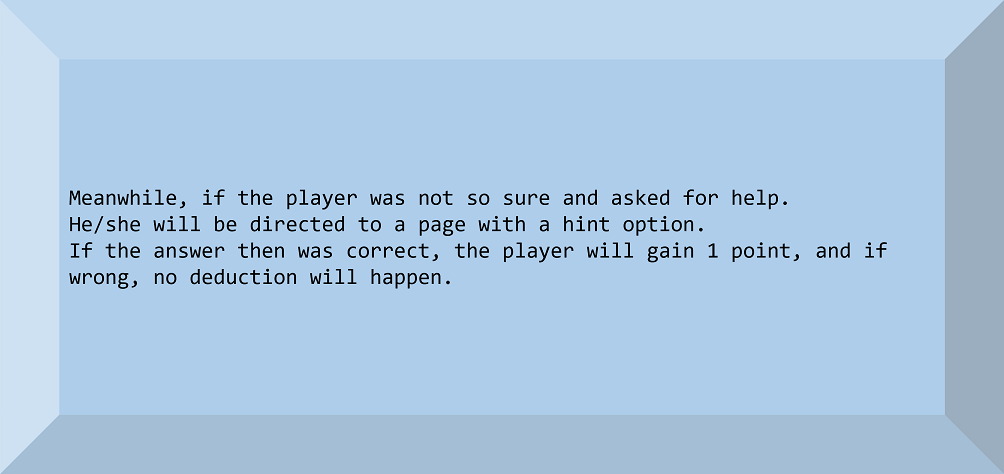 Meanwhile, if the player was not so sure and asked for help.
He/she will be directed to a page with a hint option.
If the answer then was correct, the player will gain 1 point, and if
wrong, no deduction will happen.